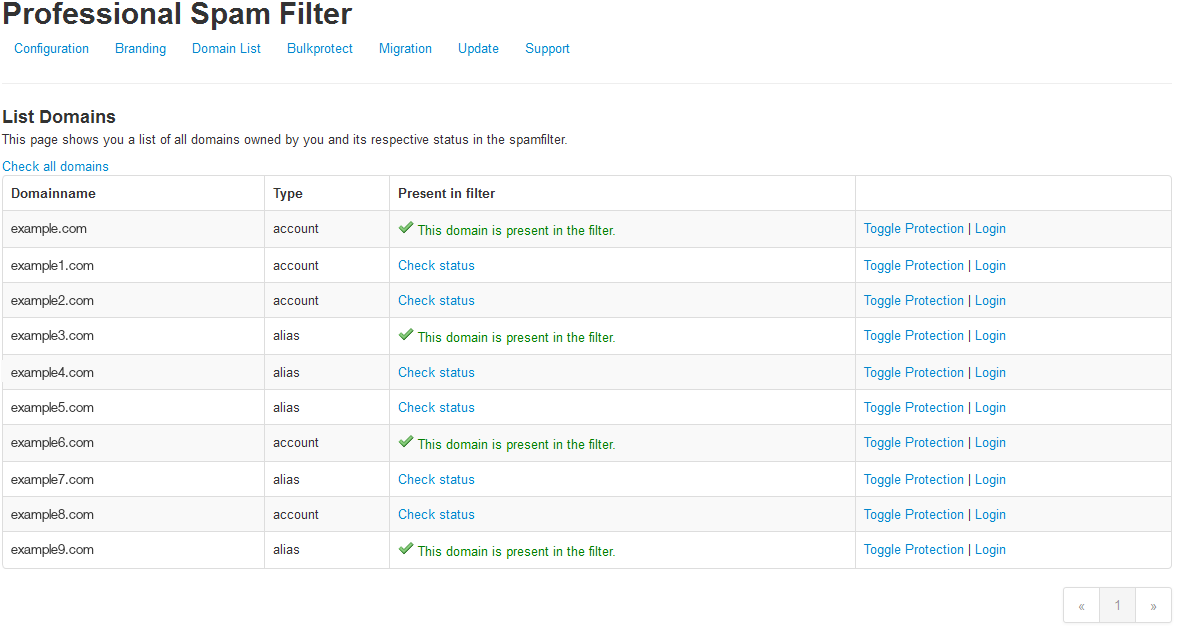 Professional Spam Filter
Configuration Branding Domain List Bulkprotect Migration Update Support
List Domains
This page shows you a list of all domains owned by you and its respective status in the spamfilter.
Check all domains
Domainname Type Present in filter
example.com account This domain is present in the filter. Toggle Protection | Login
example1.com account Check status Toggle Protection | Login
example2.com account Check status Toggle Protection | Login
example3.com alias This domain is present in the filter. Toggle Protection | Login
example4.com alias Check status Toggle Protection | Login
example5.com alias Check status Toggle Protection | Login
example6.com account This domain is present in the filter. Toggle Protection | Login
example7.com alias Check status Toggle Protection | Login
example8.com account Check status Toggle Protection | Login
example9.com alias This domain is present in the filter. Toggle Protection | Login
« 1 »